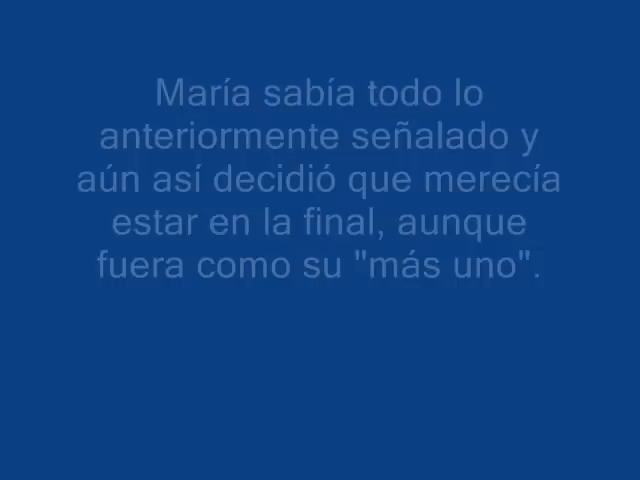 María sabía todo lo
anteriormente señalado y
aún así decidió que merecía
estar en la final, aunque
fuera como su "más uno".